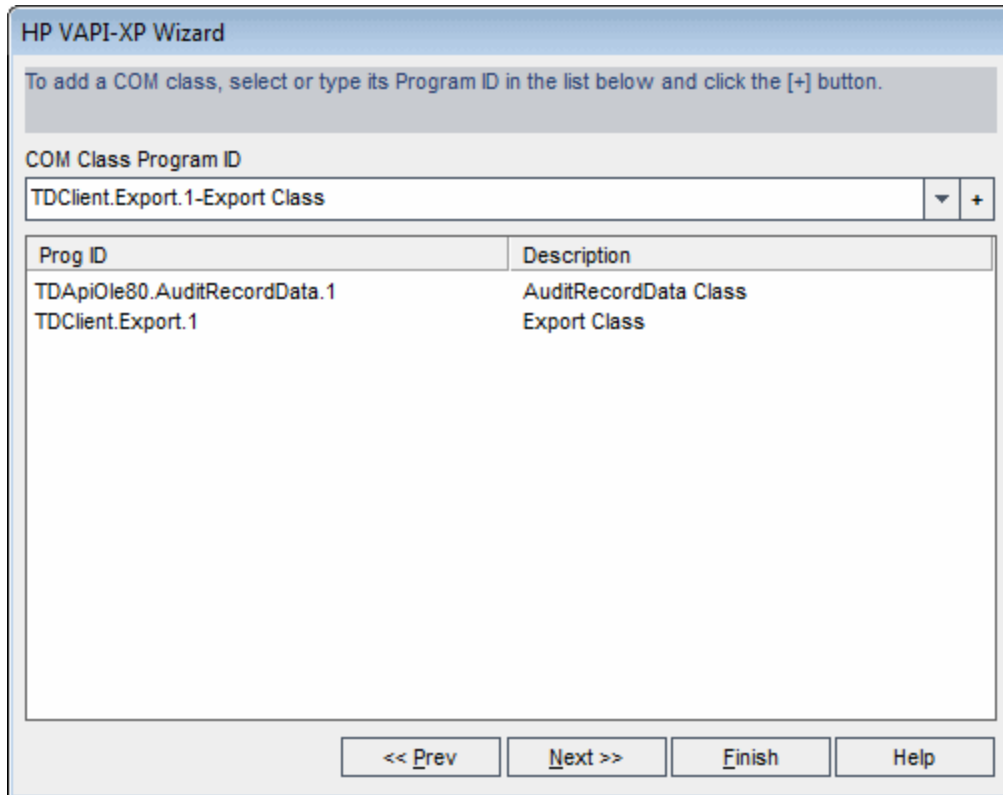 HP VAPI-XP Wizard
To add a COM class, select or type its Program ID in the list below and click the [+] button.
COM Class Program ID
TDClient.Export.1-Export Class +
Prog ID Description
TDApiOle80.AuditRecordData.1 AuditRecordData Class
TDClient.Export.1 Export Class
<< Prev Next >> Finish Help